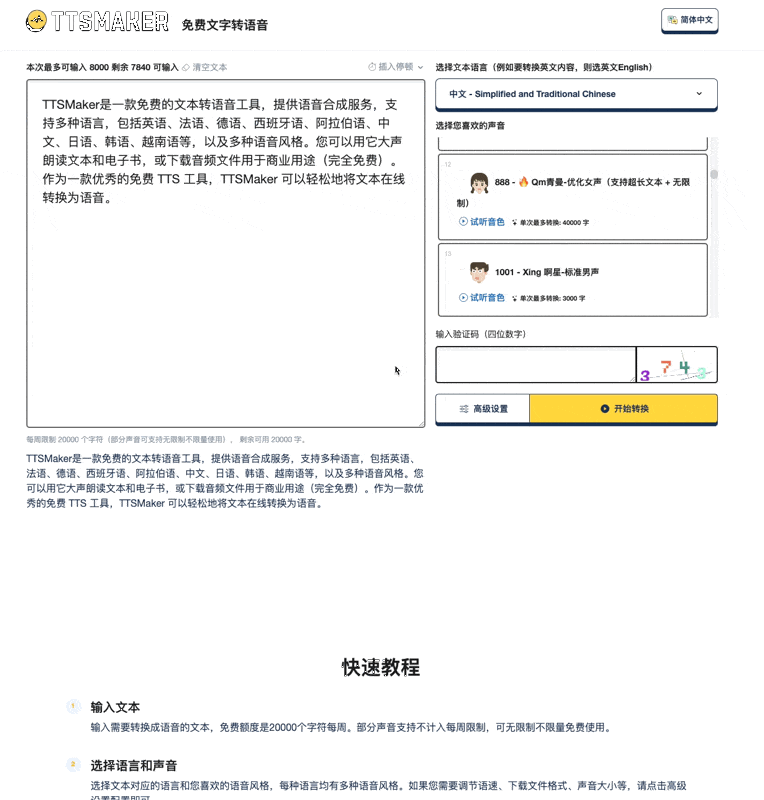 TTSMAKER 免费文字转语音
简体中文
本次最多可输入 8000 剩余 7840 可输入 清空文本
插入停顿
TTSMaker是一款免费的文本转语音工具，提供语音合成服务，支
持多种语言，包括英语、法语、德语、西班牙语、阿拉伯语、中
文、日语、韩语、越南语等，以及多种语音风格。您可以用它大声
朗读文本和电子书，或下载音频文件用于商业用途（完全免费）。
作为一款优秀的免费 TTS 工具，TTSMaker 可以轻松地将文本在线
转换为语音。
每周限制 20000 个字符（部分声音可支持无限制不限量使用），剩余可用 20000 字。
TTSMaker是一款免费的文本转语音工具，提供语音合成服务，支持多种语言，包括英语、
法语、德语、西班牙语、阿拉伯语、中文、日语、韩语、越南语等，以及多种语音风格。您
可以用它大声朗读文本和电子书，或下载音频文件用于商业用途（完全免费）。作为一款优
秀的免费 TTS 工具，TTSMaker 可以轻松地将文本在线转换为语音。
选择文本语言（例如要转换英文内容，则选英文English）
中文 - Simplified and Traditional Chinese
选择您喜欢的声音
12
888 - 🔥 Qm青曼-优化女声（支持超长文本 + 无限
制）
试听音色 单次最多转换: 40000 字
13
1001 - Xing 啊星-标准男声
试听音色 单次最多转换: 3000 字
输入验证码（四位数字）
3 7 4 3
高级设置
开始转换
快速教程
1
输入文本
输入需要转换成语音的文本，免费额度是20000个字符每周。部分声音支持不计入每周限制，可无限制不限量免费使用。
2
选择语言和声音
选择文本对应的语言和您喜欢的语音风格，每种语言均有多种语音风格。如果您需要调节语速、下载文件格式、声音大小等，请点击高级
设置配置即可